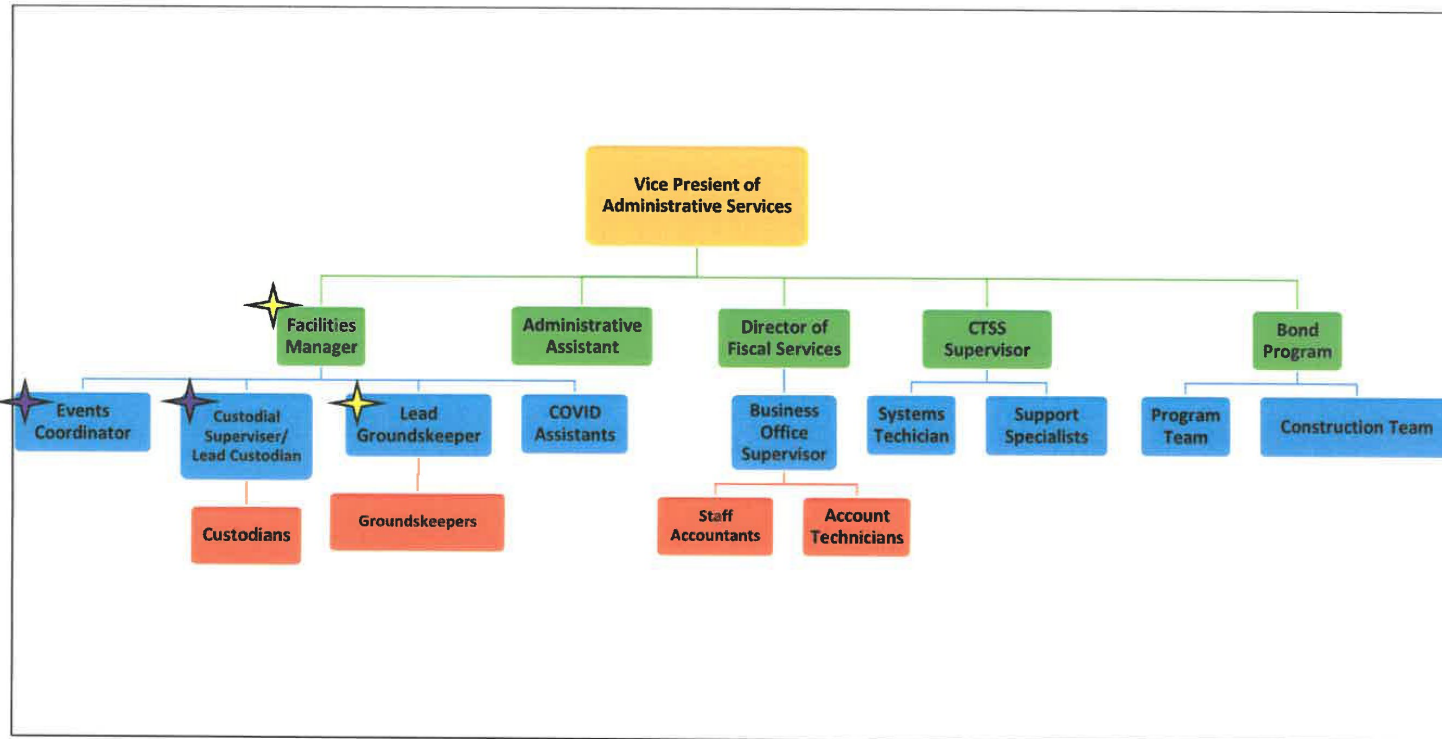 Vice Presient of
Administrative Services
Facilities
Manager
Administrative
Assistant
Director of
Fiscal Services
CTSS
Supervisor
Bond
Program
Events
Coordinator
Custodial
Superviser/
Lead Custodian
Lead
Groundskeeper
COVID
Assistants
Business
Office
Supervisor
Systems
Techician
Support
Specialists
Program
Team
Construction Team
Custodians
Groundskeepers
Staff
Accountants
Account
Technicians